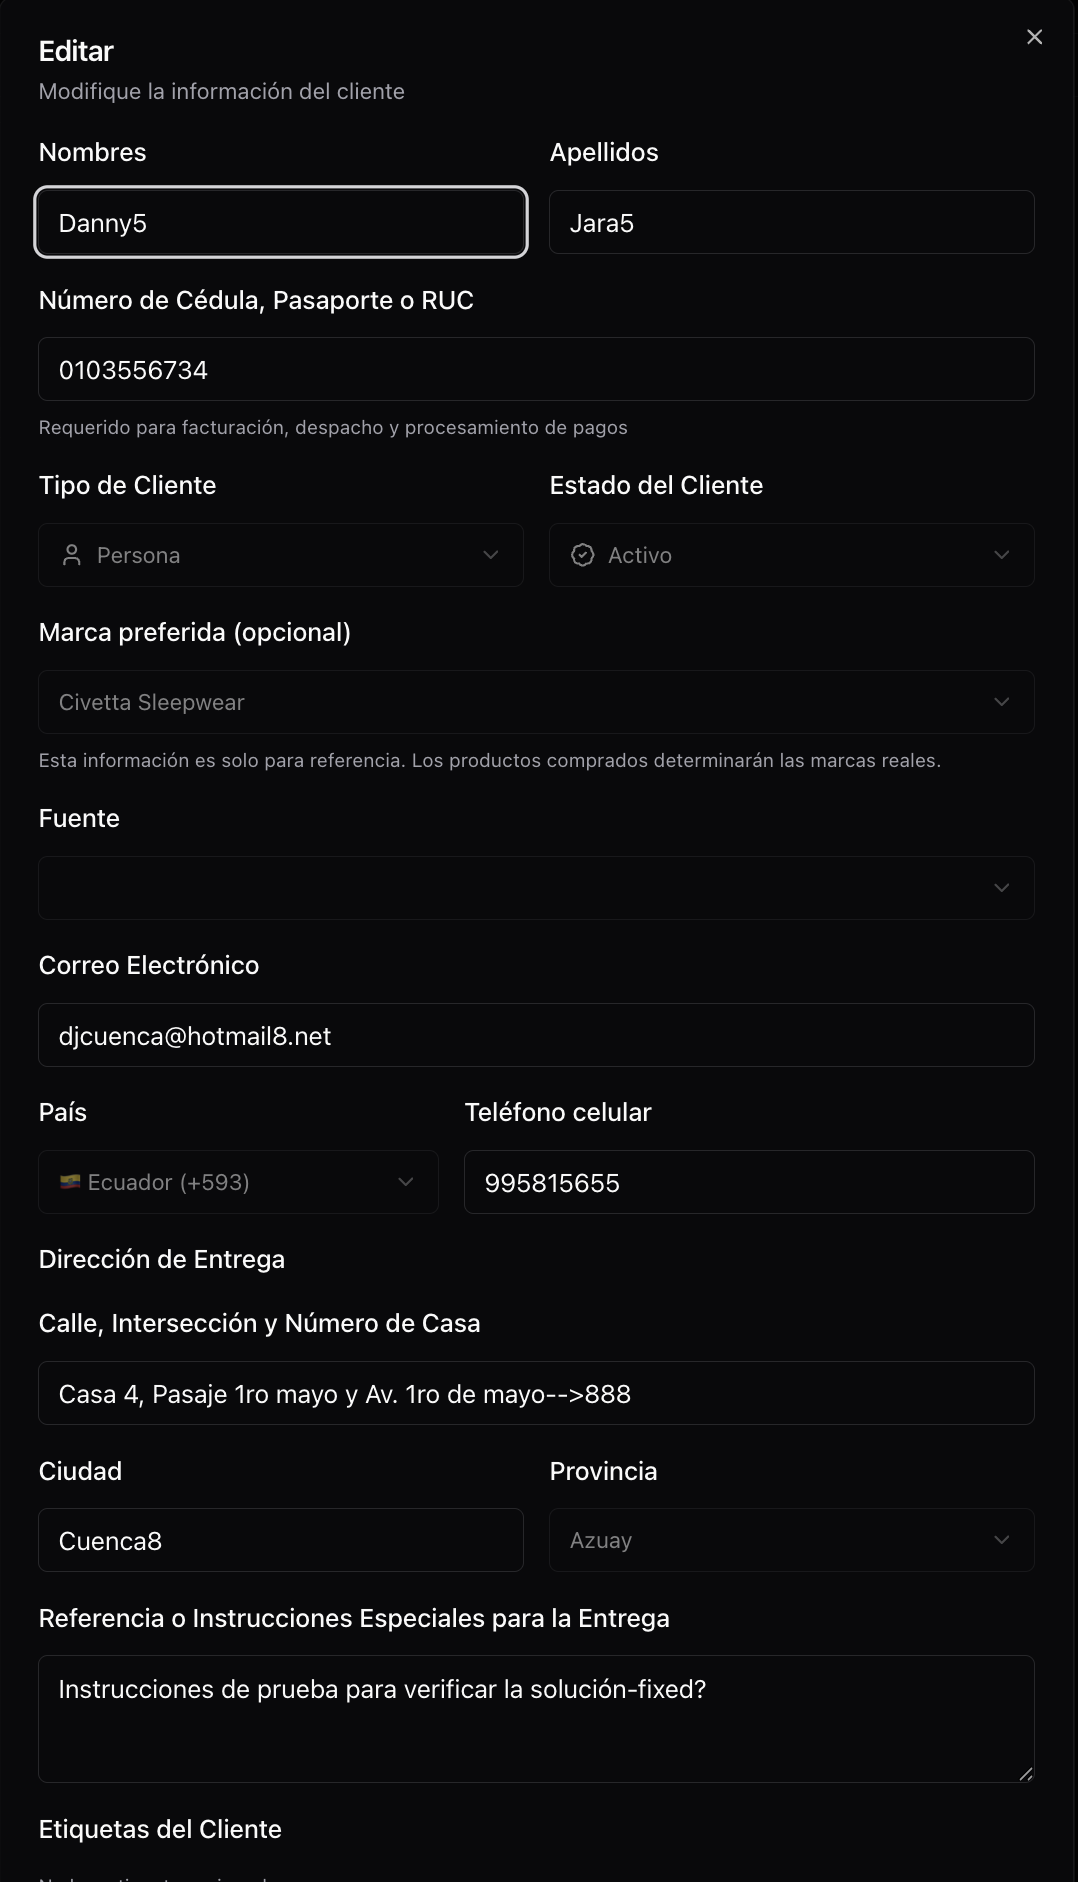 Editar
Modifique la información del cliente
Nombres
Apellidos
Danny5
Jara5
Número de Cédula, Pasaporte o RUC
0103556734
Requerido para facturación, despacho y procesamiento de pagos
Tipo de Cliente
Estado del Cliente
Persona
Activo
Marca preferida (opcional)
Civetta Sleepwear
Esta información es solo para referencia. Los productos comprados determinarán las marcas reales.
Fuente
Correo Electrónico
djcuenca@hotmail8.net
País
Teléfono celular
Ecuador (+593)
995815655
Dirección de Entrega
Calle, Intersección y Número de Casa
Casa 4, Pasaje 1ro mayo y Av. 1ro de mayo-->888
Ciudad
Provincia
Cuenca8
Azuay
Referencia o Instrucciones Especiales para la Entrega
Instrucciones de prueba para verificar la solución-fixed?
Etiquetas del Cliente